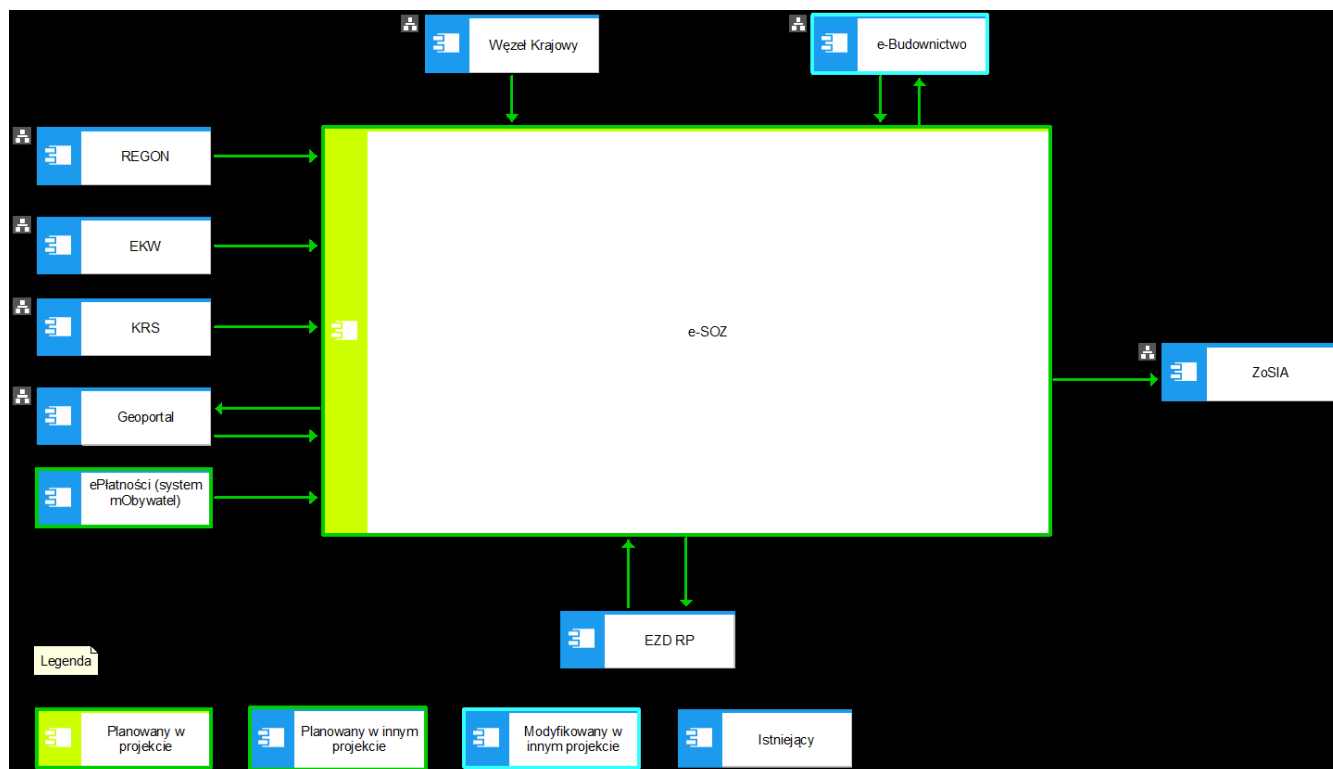 Węzeł Krajowy
e-Budownictwo
REGON
EKW
KRS
e-SOZ
ZoSIA
Geoportal
ePłatności (system
mObywatel)
EZD RP
Legenda
Planowany w
projekcie
Planowany w innym
projekcie
Modyfikowany w
innym projekcie
Istniejący